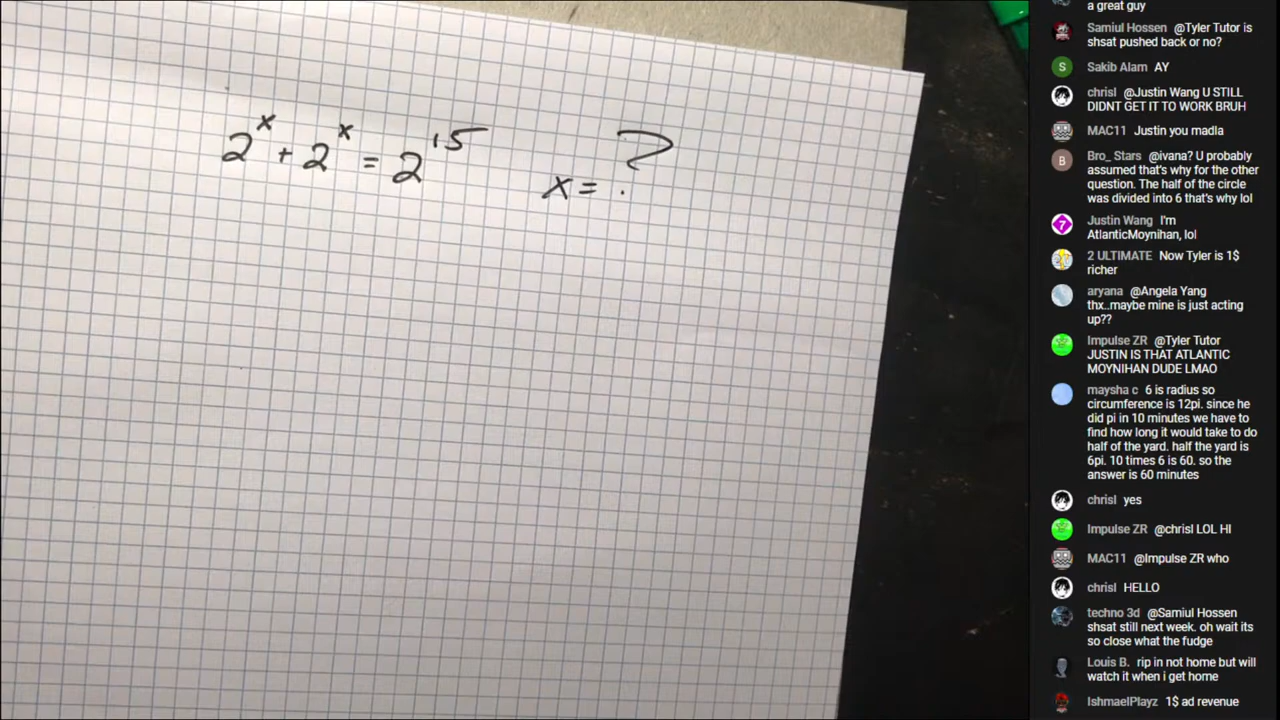 2^x + 2^x = 2^15
x = ?
a great guy
Samiul Hossen @Tyler Tutor is
shsat pushed back or no?
S
Sakib Alam AY
chrisl @Justin Wang U STILL
DIDNT GET IT TO WORK BRUH
MAC11 Justin you madla
B
Bro_ Stars @ivana? U probably
assumed that's why for the other
question. The half of the circle
was divided into 6 that's why lol
7
Justin Wang I'm
AtlanticMoynihan, lol
2 ULTIMATE Now Tyler is 1$
richer
aryana @Angela Yang
thx..maybe mine is just acting
up??
Impulse ZR @Tyler Tutor
JUSTIN IS THAT ATLANTIC
MOYNIHAN DUDE LMAO
maysha c 6 is radius so
circumference is 12pi. since he
did pi in 10 minutes we have to
find how long it would take to do
half of the yard. half the yard is
6pi. 10 times 6 is 60. so the
answer is 60 minutes
chrisl yes
Impulse ZR @chrisl LOL HI
MAC11 @Impulse ZR who
chrisl HELLO
techno 3d @Samiul Hossen
shsat still next week. oh wait its
so close what the fudge
Louis B. rip in not home but will
watch it when i get home
IshmaelPlayz 1$ ad revenue